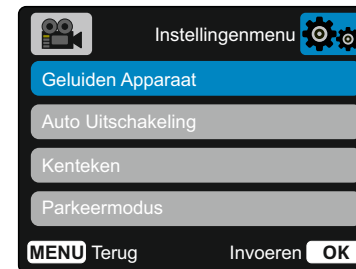 Instellingenmenu
Geluiden Apparaat
Auto Uitschakeling
Kenteken
Parkeermodus
MENU Terug Invoeren OK